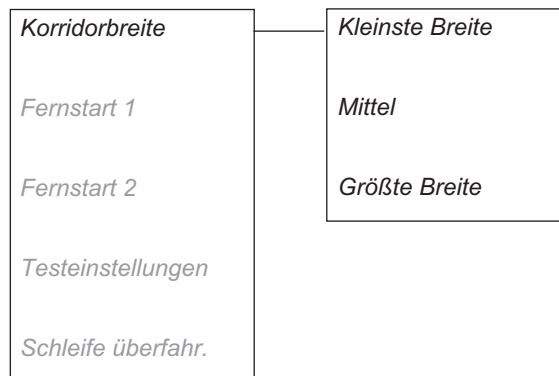 Korridorbreite
Fernstart 1
Fernstart 2
Testeinstellungen
Schleife überfahr.
Kleinste Breite
Mittel
Größte Breite